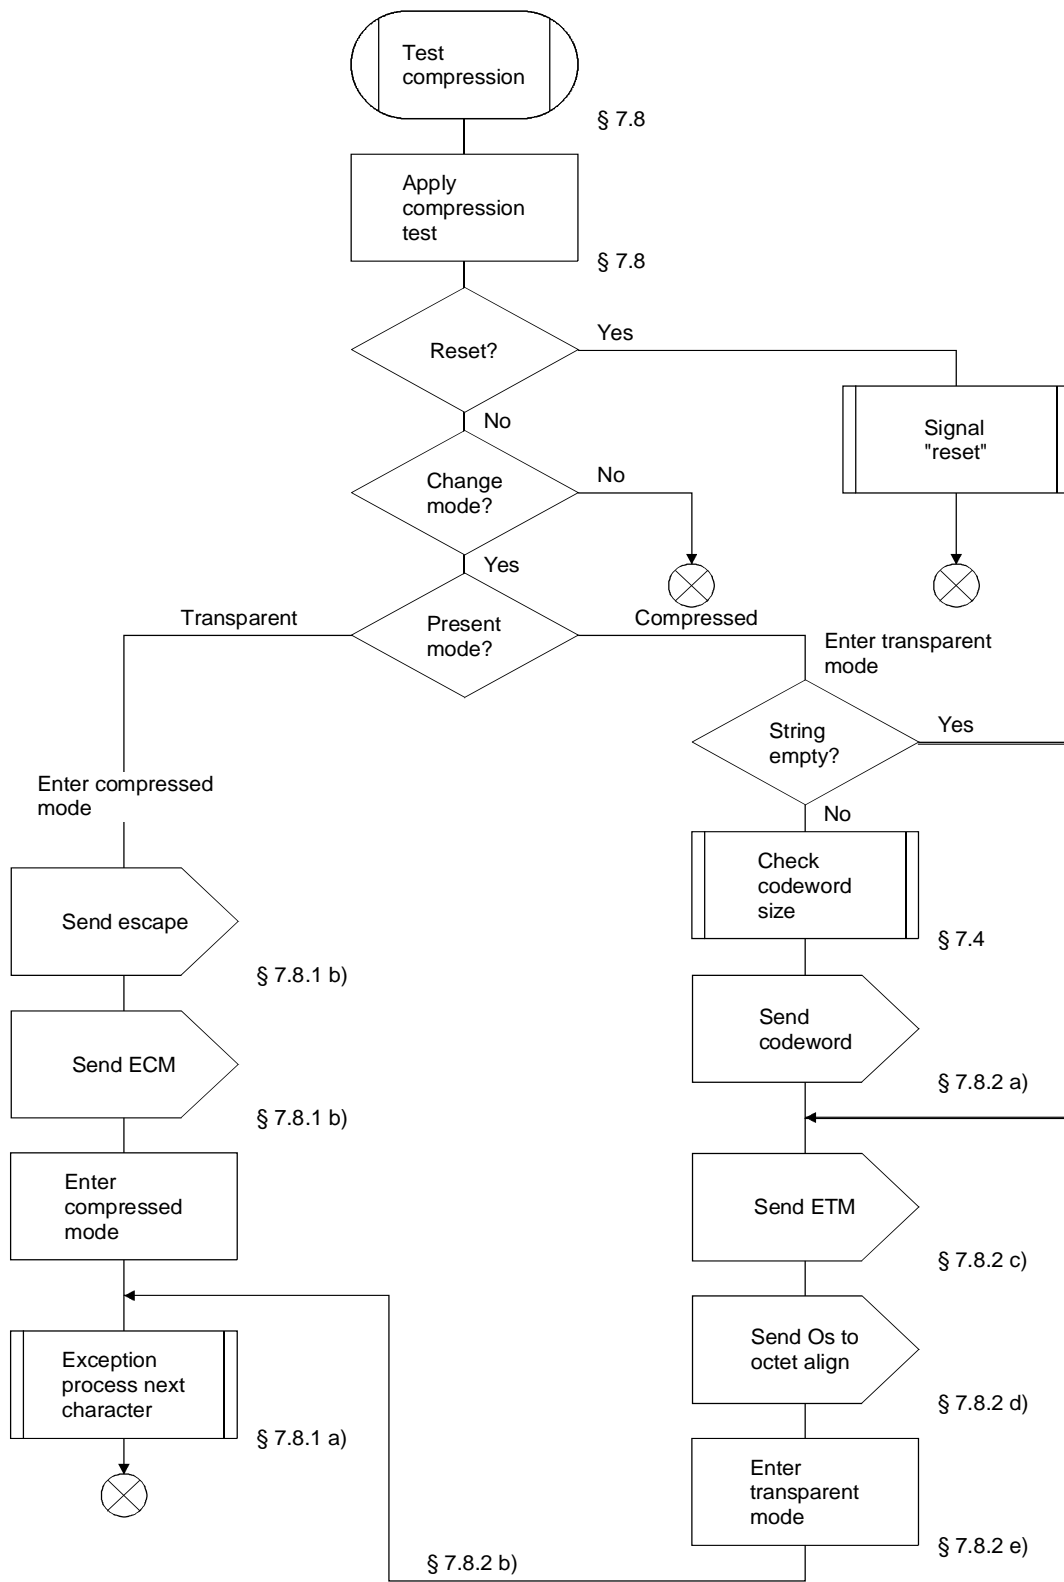 Test
compression
§ 7.8
Apply
compression
test
§ 7.8
Reset?
Yes
No
Signal
"reset"
Change
mode?
No
Yes
Transparent
Present
mode?
Compressed
Enter transparent
mode
String
empty?
Yes
No
Enter compressed
mode
Check
codeword
size
§ 7.4
Send escape
§ 7.8.1 b)
Send
codeword
§ 7.8.2 a)
Send ECM
§ 7.8.1 b)
Enter
compressed
mode
Send ETM
§ 7.8.2 c)
Send Os to
octet align
§ 7.8.2 d)
Exception
process next
character
§ 7.8.1 a)
Enter
transparent
mode
§ 7.8.2 e)
§ 7.8.2 b)